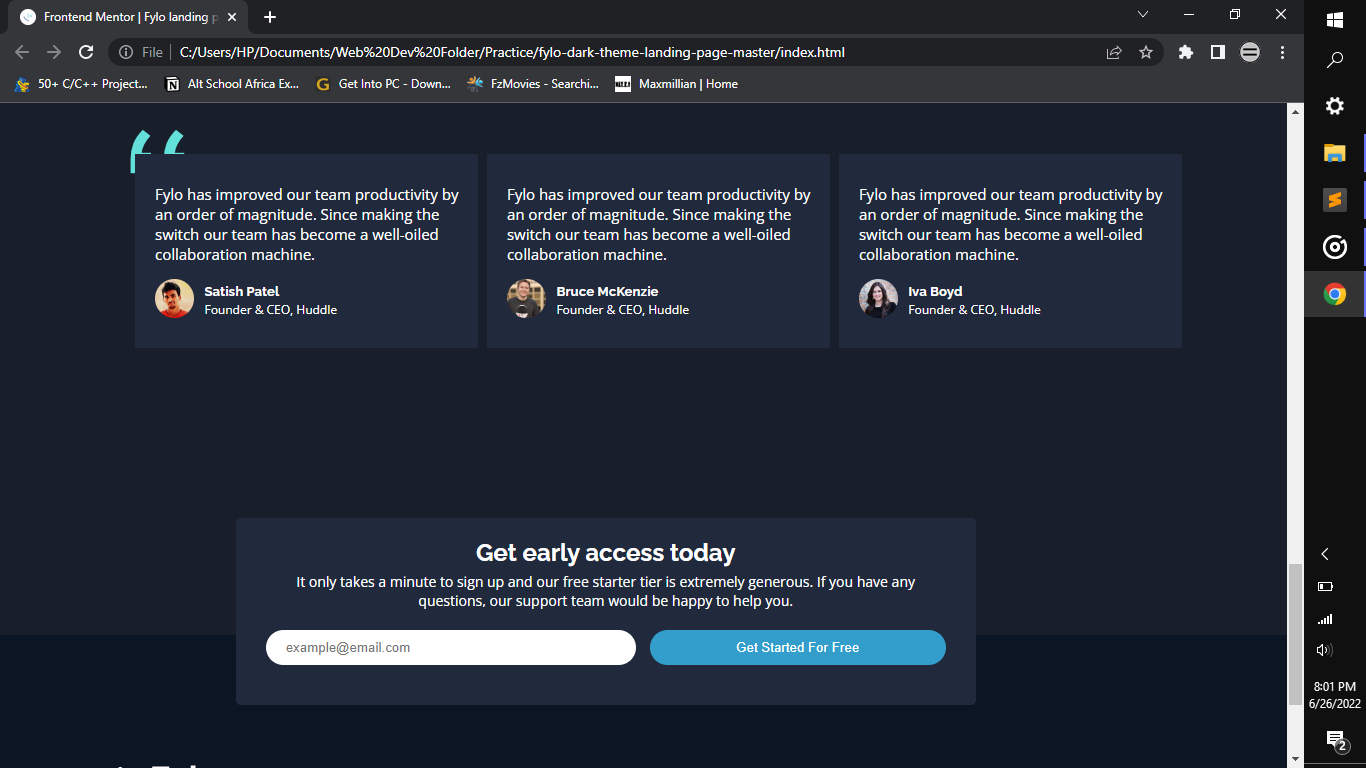 Frontend Mentor | Fylo landing p
File
C:/Users/HP/Documents/Web%20Dev%20Folder/Practice/fylo-dark-theme-landing-page-master/index.html
50+ C/C++ Project...
Alt School Africa Ex...
Get Into PC - Down...
FzMovies - Searchi...
Maxmillian | Home
Fylo has improved our team productivity by
an order of magnitude. Since making the
switch our team has become a well-oiled
collaboration machine.
Satish Patel
Founder & CEO, Huddle
Fylo has improved our team productivity by
an order of magnitude. Since making the
switch our team has become a well-oiled
collaboration machine.
Bruce McKenzie
Founder & CEO, Huddle
Fylo has improved our team productivity by
an order of magnitude. Since making the
switch our team has become a well-oiled
collaboration machine.
Iva Boyd
Founder & CEO, Huddle
Get early access today
It only takes a minute to sign up and our free starter tier is extremely generous. If you have any
questions, our support team would be happy to help you.
example@email.com
Get Started For Free
8:01 PM
6/26/2022
2